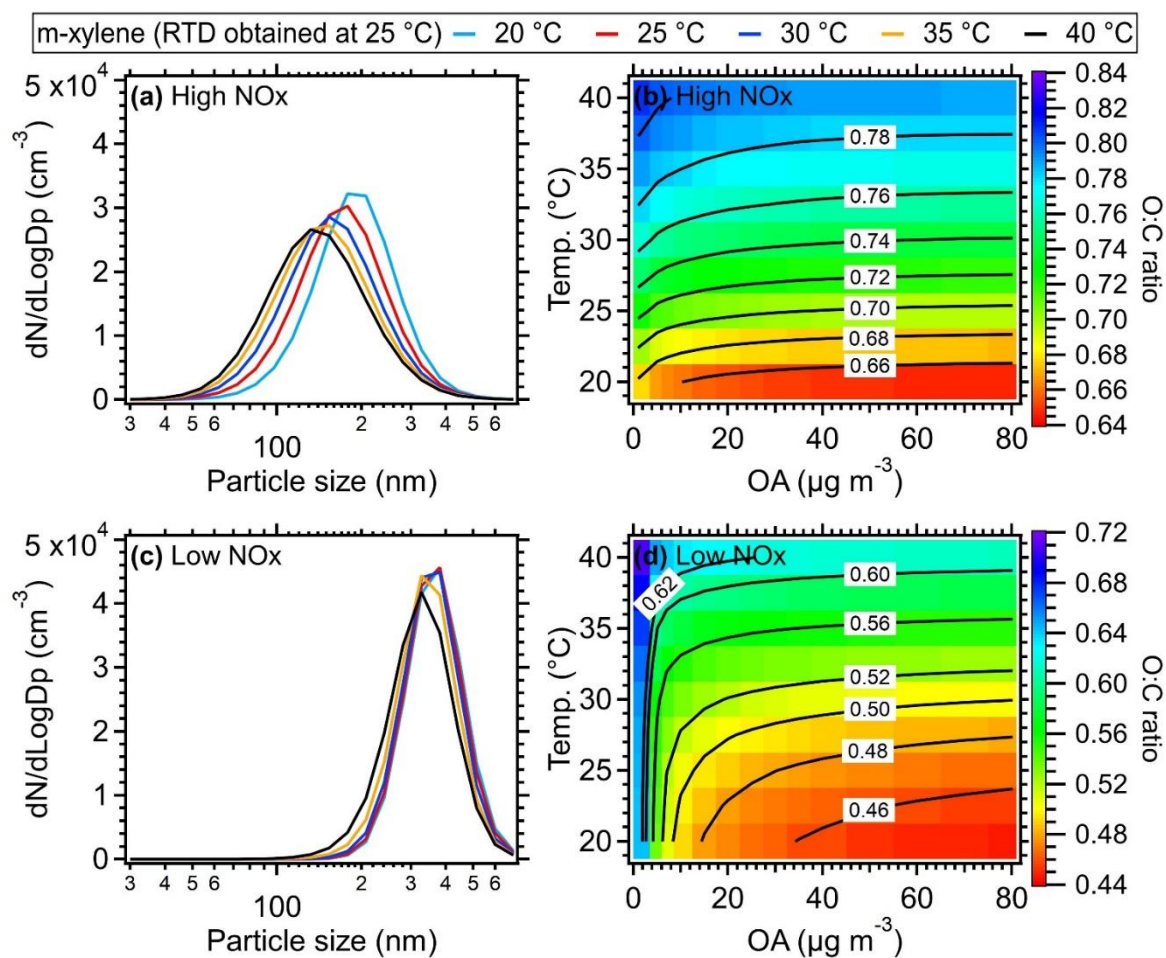 m-xylene (RTD obtained at 25 °C) 20 °C 25 °C 30 °C 35 °C 40 °C
(a) High NOx
5 x10⁴
4
3
2
1
0
dN/dLogDp (cm⁻³)
3 4 5 6 100 2 3 4 5 6
Particle size (nm)
(b) High NOx
40
35
30
25
20
Temp. (°C)
0.78
0.76
0.74
0.72
0.70
0.68
0.66
0 20 40 60 80
OA (µg m⁻³)
0.84
0.82
0.80
0.78
0.76
0.74
0.72
0.70
0.68
0.66
0.64
O:C ratio
(c) Low NOx
5 x10⁴
4
3
2
1
0
dN/dLogDp (cm⁻³)
3 4 5 6 100 2 3 4 5 6
Particle size (nm)
(d) Low NOx
40
35
30
25
20
Temp. (°C)
0.62
0.60
0.56
0.52
0.50
0.48
0.46
0 20 40 60 80
OA (µg m⁻³)
0.72
0.68
0.64
0.60
0.56
0.52
0.48
0.44
O:C ratio